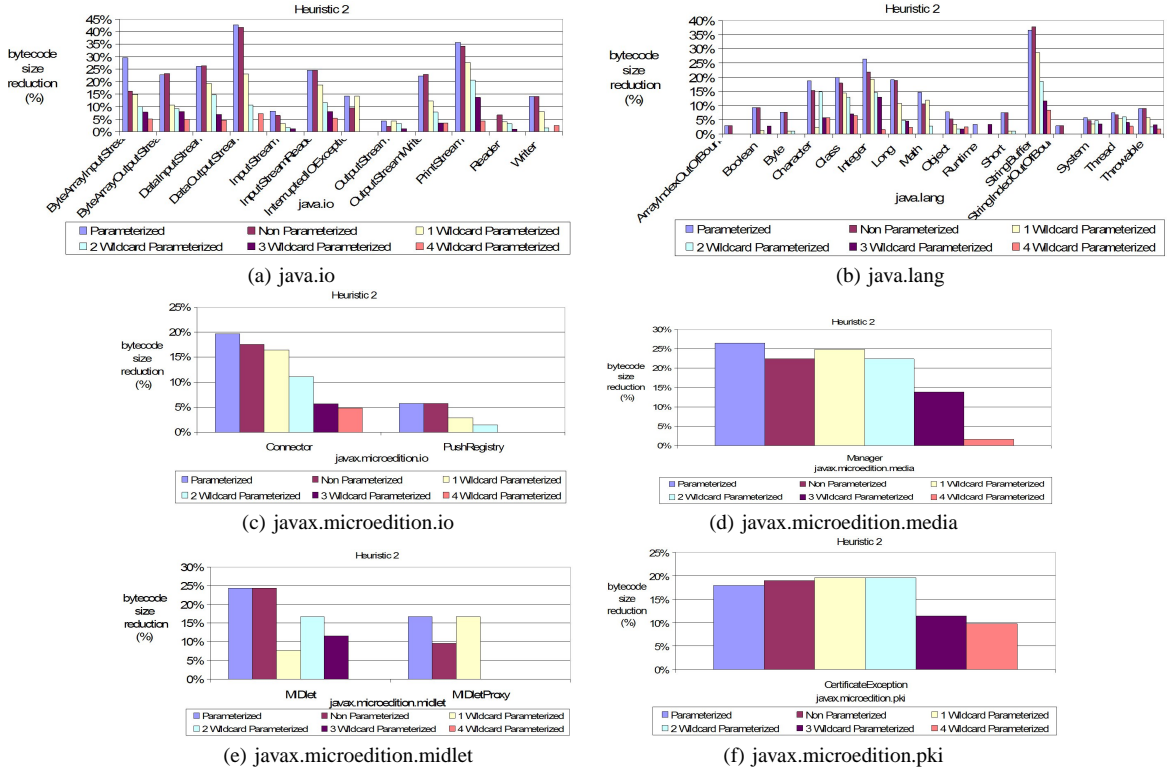 Heuristic 2
bytecode
size
reduction
(%)
45%
40%
35%
30%
25%
20%
15%
10%
5%
0%
ByteArrayInputStrea
ByteArrayOutputStrea
DataInputStream
DataOutputStream
InputStream
InputStreamReader
InterruptedIOException
OutputStream
OutputStreamWrite
PrintStream
Reader
Writer
java.io
Parameterized
Non Parameterized
1 Wildcard Parameterized
2 Wildcard Parameterized
3 Wildcard Parameterized
4 Wildcard Parameterized
(a) java.io
Heuristic 2
bytecode
size
reduction
(%)
40%
35%
30%
25%
20%
15%
10%
5%
0%
ArrayIndexOutOfBound
Boolean
Byte
Character
Class
Integer
Long
Math
Object
Runtime
Short
StringBuffer
StringIndedOutOfBoun
System
Thread
Throwable
java.lang
Parameterized
Non Parameterized
1 Wildcard Parameterized
2 Wildcard Parameterized
3 Wildcard Parameterized
4 Wildcard Parameterized
(b) java.lang
Heuristic 2
bytecode
size
reduction
(%)
25%
20%
15%
10%
5%
0%
Connector
PushRegistry
javax.microedition.io
Parameterized
Non Parameterized
1 Wildcard Parameterized
2 Wildcard Parameterized
3 Wildcard Parameterized
4 Wildcard Parameterized
(c) javax.microedition.io
Heuristic 2
bytecode
size
reduction
(%)
30%
25%
20%
15%
10%
5%
0%
Manager
javax.microedition.media
Parameterized
Non Parameterized
1 Wildcard Parameterized
2 Wildcard Parameterized
3 Wildcard Parameterized
4 Wildcard Parameterized
(d) javax.microedition.media
Heuristic 2
bytecode
size
reduction
(%)
30%
25%
20%
15%
10%
5%
0%
MIDlet
MIDletProxy
javax.microedition.midlet
Parameterized
Non Parameterized
1 Wildcard Parameterized
2 Wildcard Parameterized
3 Wildcard Parameterized
4 Wildcard Parameterized
(e) javax.microedition.midlet
Heuristic 2
bytecode
size
reduction
(%)
25%
20%
15%
10%
5%
0%
CertificateException
javax.microedition.pki
Parameterized
Non Parameterized
1 Wildcard Parameterized
2 Wildcard Parameterized
3 Wildcard Parameterized
4 Wildcard Parameterized
(f) javax.microedition.pki